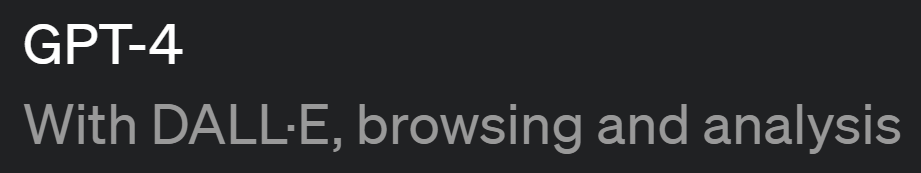 GPT-4
With DALL·E, browsing and analysis